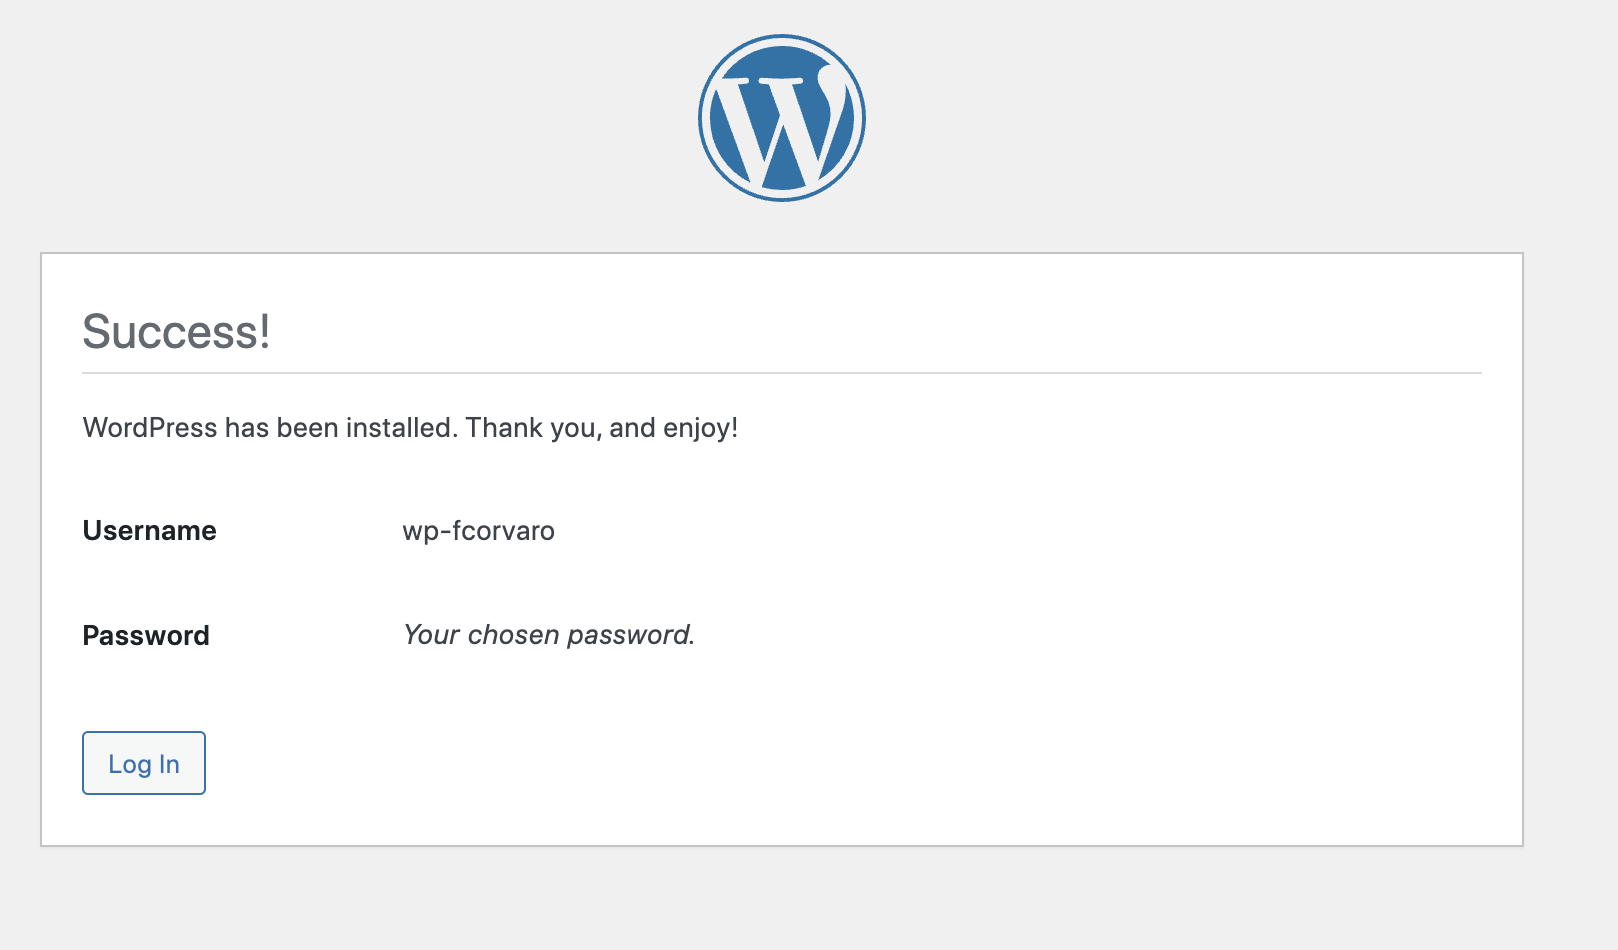 Success!
WordPress has been installed. Thank you, and enjoy!
Username wp-fcorvaro
Password Your chosen password.
Log In